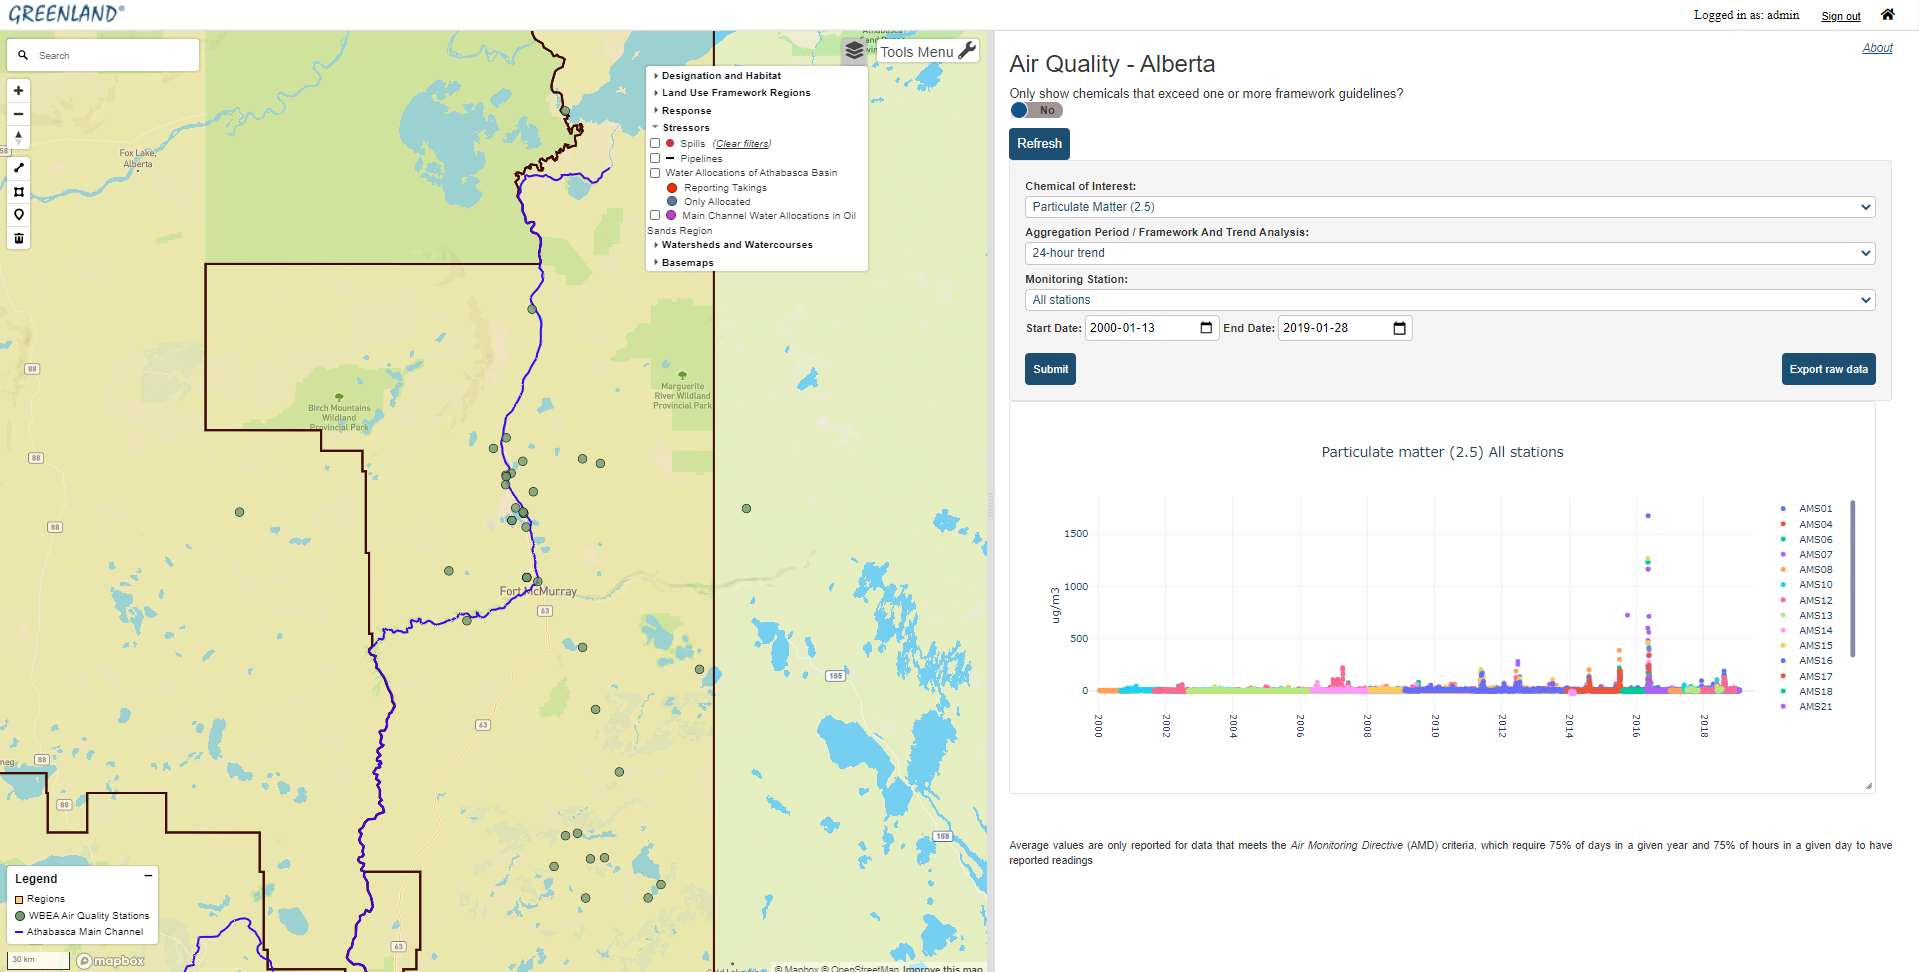 GREENLAND®
Logged in as: admin
Sign out
About
Search
Tools Menu
Designation and Habitat
Land Use Framework Regions
Response
Stressors
Spills (Clear filters)
Pipelines
Water Allocations of Athabasca Basin
Reporting Takings
Only Allocated
Main Channel Water Allocations in Oil
Sands Region
Watersheds and Watercourses
Basemaps
Fox Lake,
Alberta
58
88
Birch Mountains
Wildland
Provincial Park
Marguerite
River Wildland
Provincial Park
88
88
Fort McMurray
63
155
63
88
88
155
63
Legend
Regions
WBEA Air Quality Stations
Athabasca Main Channel
30 km
mapbox
© Mapbox © OpenStreetMap Improve this map
Air Quality - Alberta
Only show chemicals that exceed one or more framework guidelines?
No
Refresh
Chemical of Interest:
Particulate Matter (2.5)
Aggregation Period / Framework And Trend Analysis:
24-hour trend
Monitoring Station:
All stations
Start Date: 2000-01-13 End Date: 2019-01-28
Submit
Export raw data
Particulate matter (2.5) All stations
ug/m3
1500
1000
500
0
2000
2002
2004
2006
2008
2010
2012
2014
2016
2018
AMS01
AMS04
AMS06
AMS07
AMS08
AMS10
AMS12
AMS13
AMS14
AMS15
AMS16
AMS17
AMS18
AMS21
Average values are only reported for data that meets the Air Monitoring Directive (AMD) criteria, which require 75% of days in a given year and 75% of hours in a given day to have
reported readings